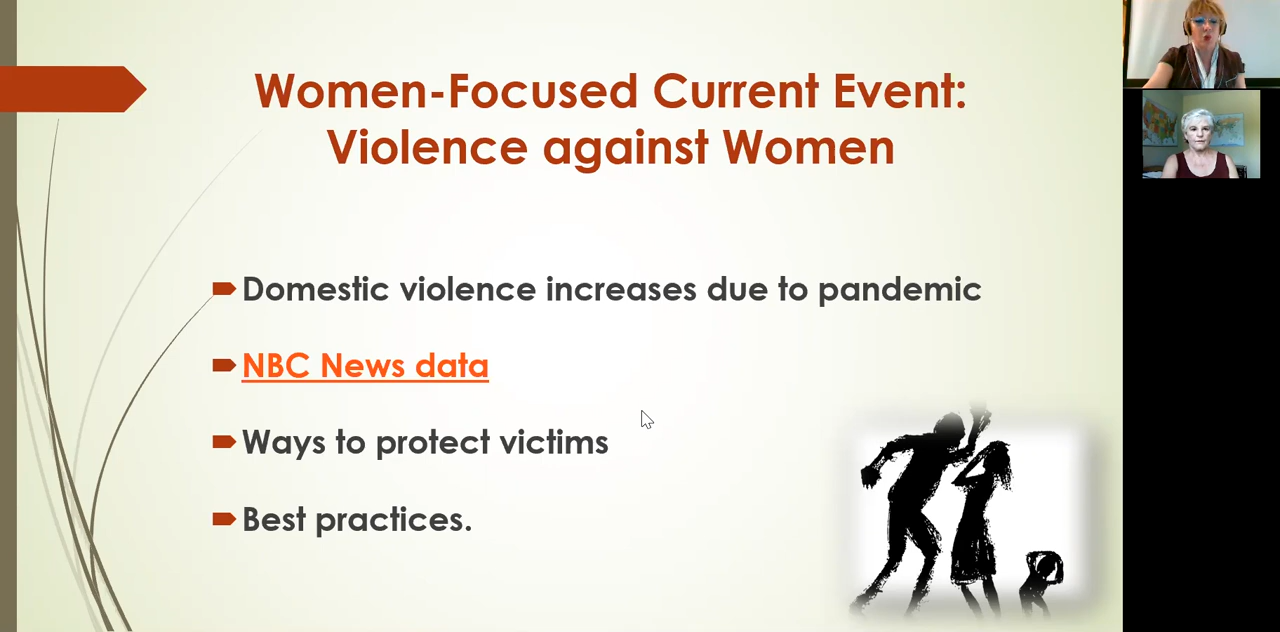 Women-Focused Current Event:
Violence against Women
Domestic violence increases due to pandemic
NBC News data
Ways to protect victims
Best practices.